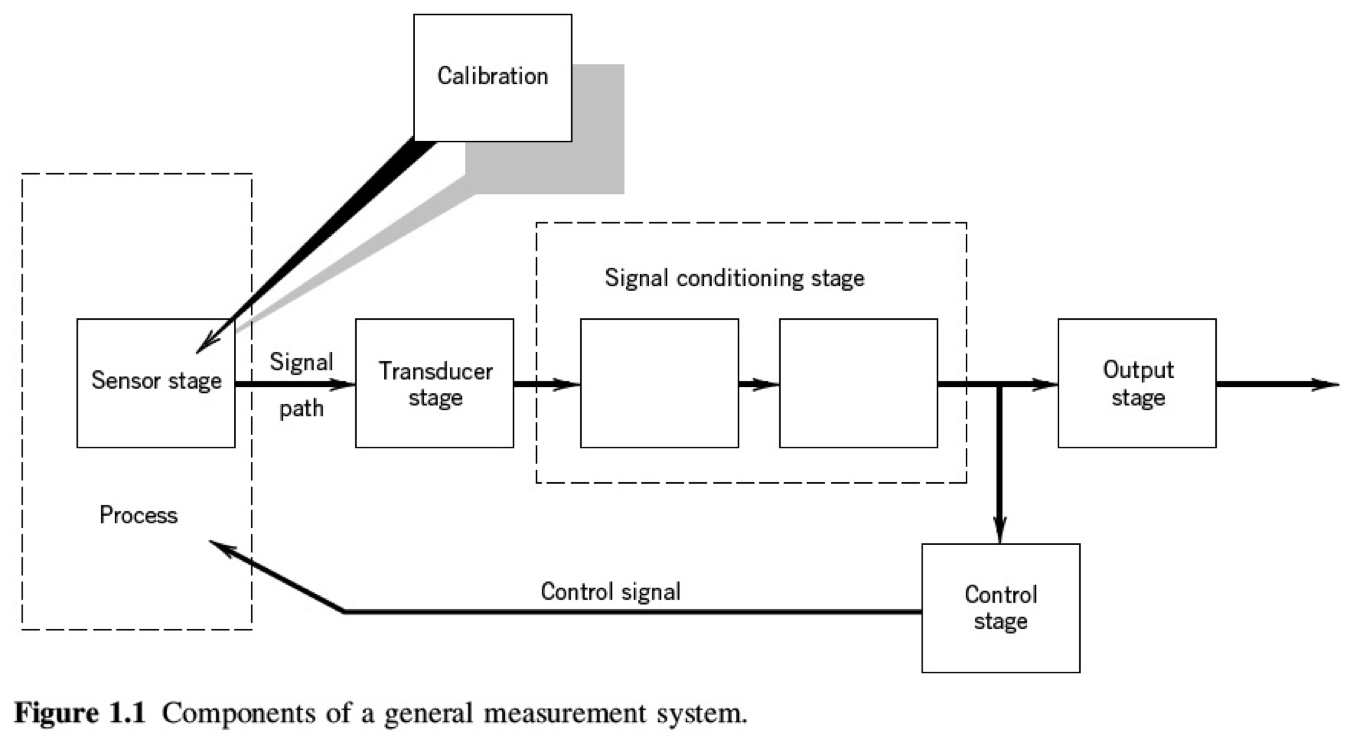 Calibration
Signal conditioning stage
Sensor stage
Signal
path
Transducer
stage
Output
stage
Process
Control signal
Control
stage
Figure 1.1 Components of a general measurement system.